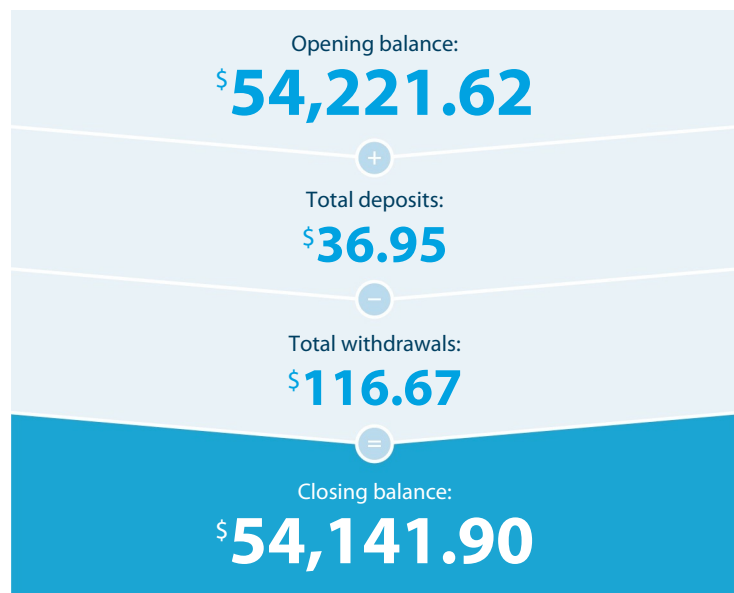 Opening balance:
$54,221.62
+
Total deposits:
$36.95
−
Total withdrawals:
$116.67
=
Closing balance:
$54,141.90